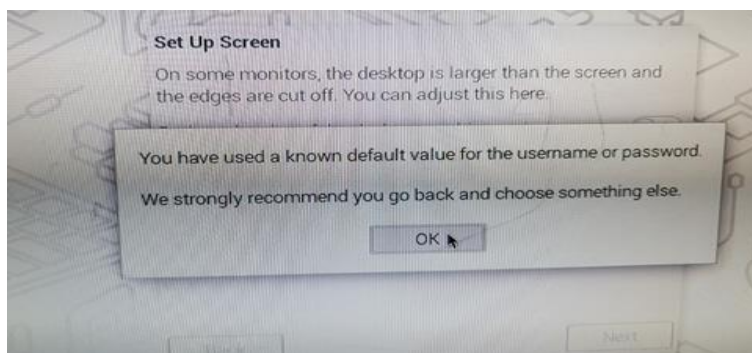 Set Up Screen
On some monitors, the desktop is larger than the screen and
the edges are cut off. You can adjust this here.
You have used a known default value for the username or password.
We strongly recommend you go back and choose something else.
OK
Back
Next